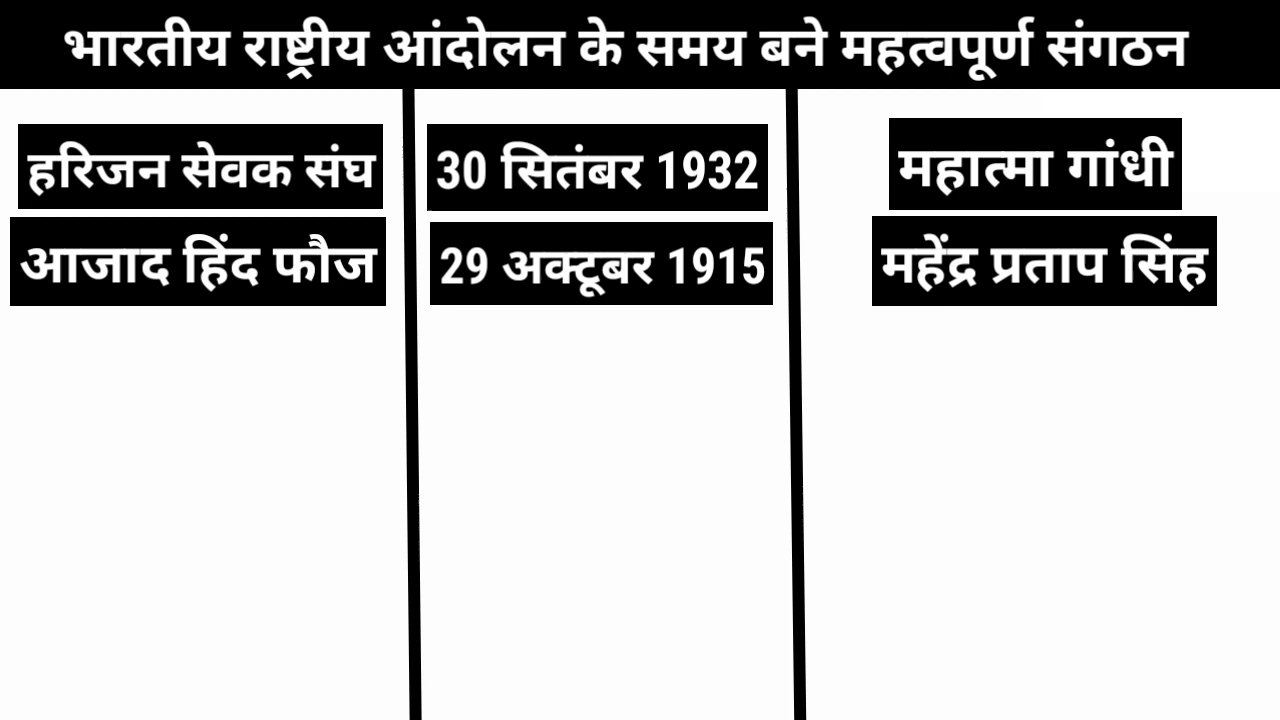 भारतीय राष्ट्रीय आंदोलन के समय बने महत्वपूर्ण संगठन
हरिजन सेवक संघ 30 सितंबर 1932 महात्मा गांधी
आजाद हिंद फौज 29 अक्टूबर 1915 महेंद्र प्रताप सिंह